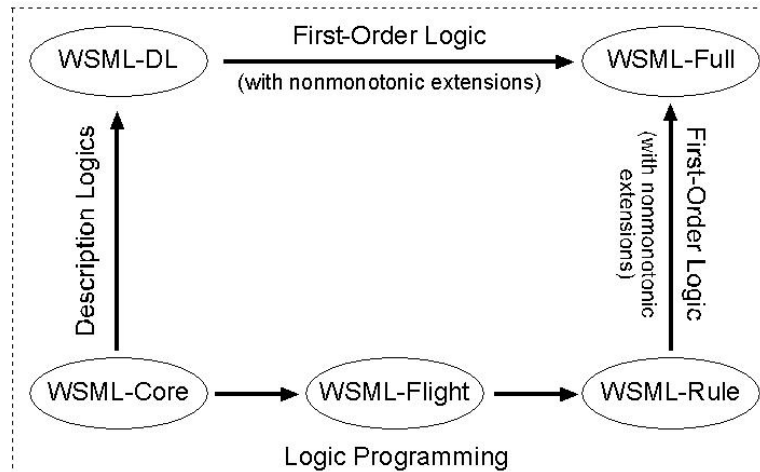 First-Order Logic
WSML-DL
WSML-Full
(with nonmonotonic extensions)
Description Logics
First-Order Logic
(with nonmonotonic
extensions)
WSML-Core
WSML-Flight
WSML-Rule
Logic Programming